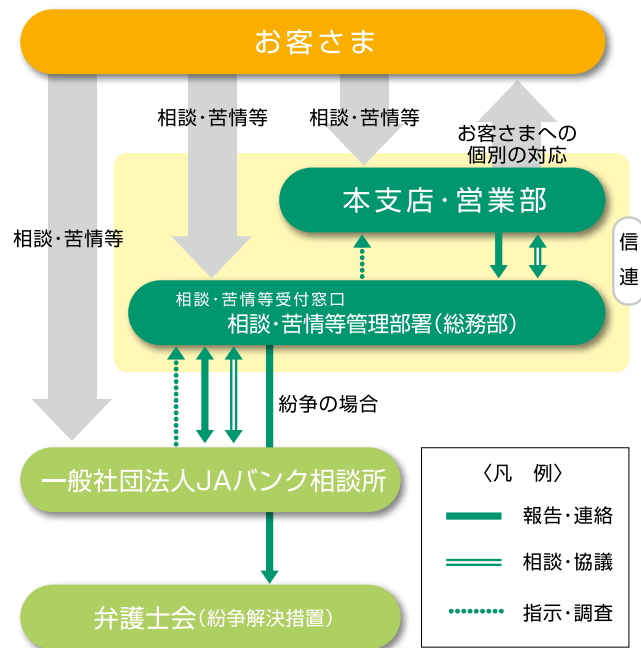 お客さま
相談・苦情等
相談・苦情等
お客さまへの
個別の対応
本支店・営業部
相談・苦情等
信連
相談・苦情等受付窓口
相談・苦情等管理部署(総務部)
紛争の場合
一般社団法人JAバンク相談所
弁護士会(紛争解決措置)
〈凡 例〉
報告・連絡
相談・協議
指示・調査